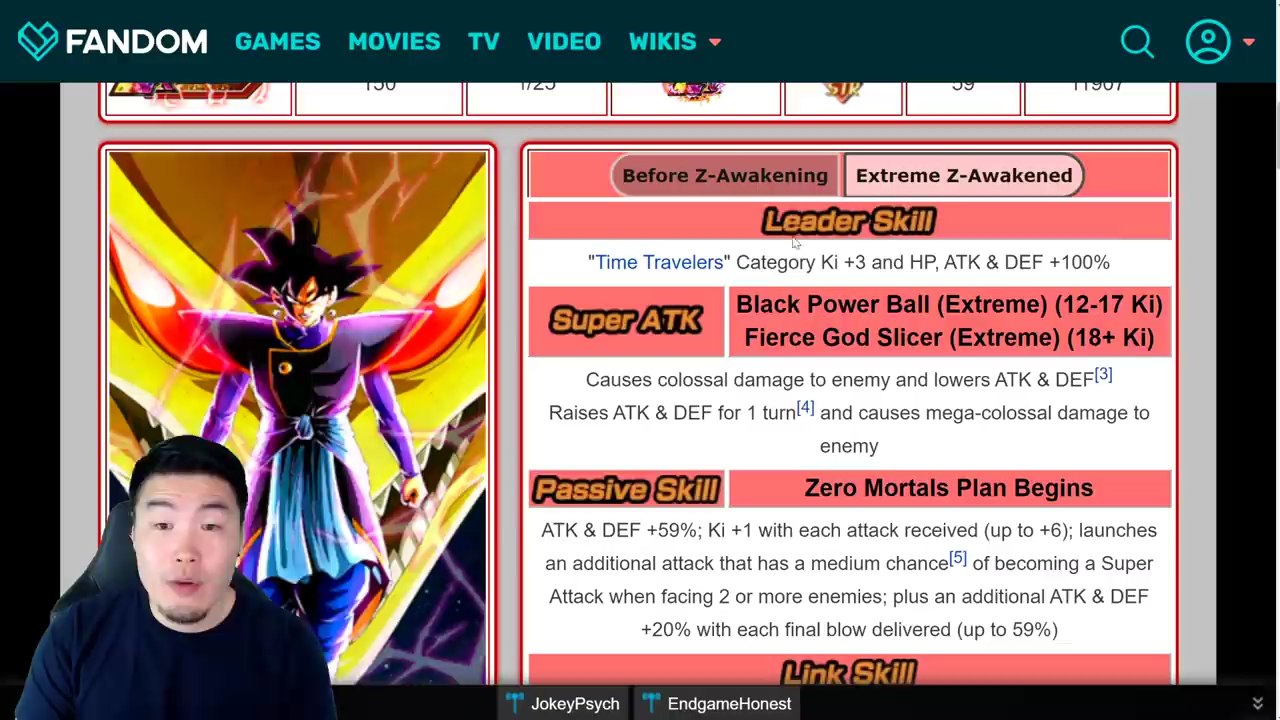 FANDOM GAMES MOVIES TV VIDEO WIKIS
150 1/25 STR 59 11907
Before Z-Awakening Extreme Z-Awakened
Leader Skill
"Time Travelers" Category Ki +3 and HP, ATK & DEF +100%
Super ATK
Black Power Ball (Extreme) (12-17 Ki)
Fierce God Slicer (Extreme) (18+ Ki)
Causes colossal damage to enemy and lowers ATK & DEF[3]
Raises ATK & DEF for 1 turn[4] and causes mega-colossal damage to
enemy
Passive Skill Zero Mortals Plan Begins
ATK & DEF +59%; Ki +1 with each attack received (up to +6); launches
an additional attack that has a medium chance[5] of becoming a Super
Attack when facing 2 or more enemies; plus an additional ATK & DEF
+20% with each final blow delivered (up to 59%)
Link Skill
JokeyPsych EndgameHonest